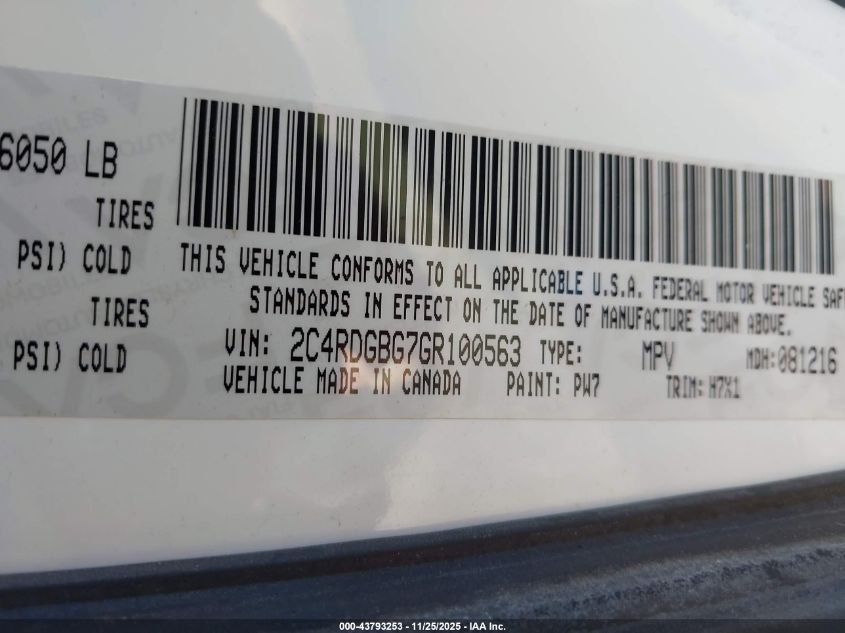 6050 LB
TIRES
PSI) COLD
TIRES
PSI) COLD
THIS VEHICLE CONFORMS TO ALL APPLICABLE U.S.A. FEDERAL MOTOR VEHICLE SAF
STANDARDS IN EFFECT ON THE DATE OF MANUFACTURE SHOWN ABOVE.
VIN: 2C4RDGBG7GR100563 TYPE: MPV MDH:081216
VEHICLE MADE IN CANADA PAINT: PW7 TRIM: H7X1
000-43793253 - 11/25/2025 - IAA Inc.